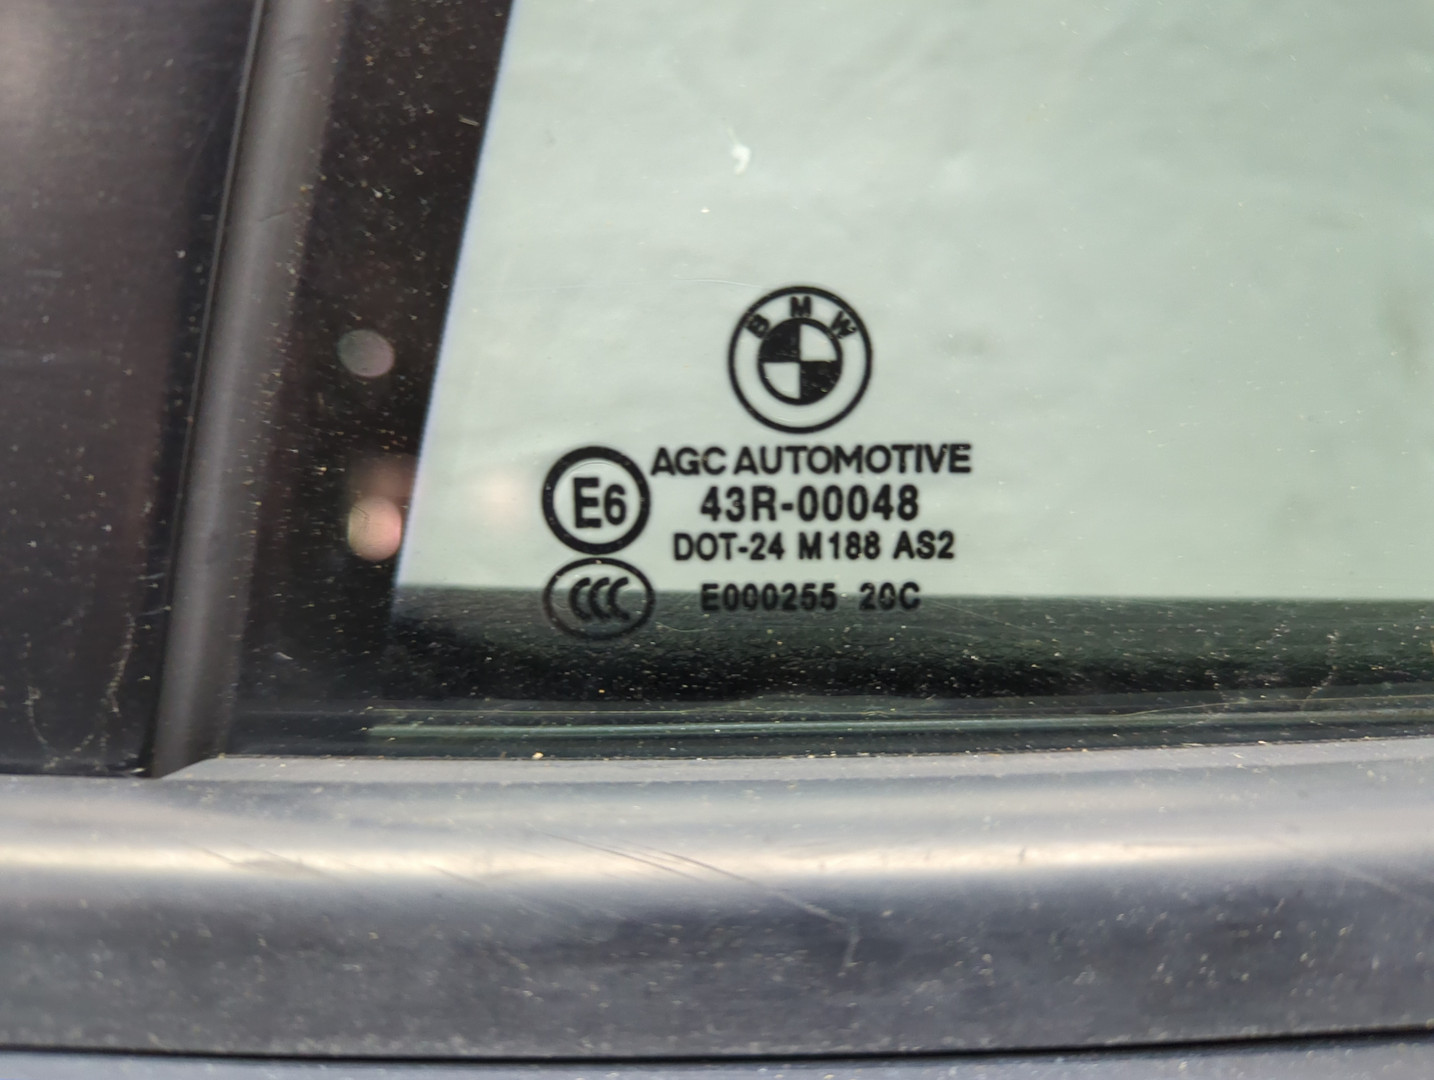 BMW
AGC AUTOMOTIVE
E6 43R-00048
DOT-24 M188 AS2
CCC E000255 20C